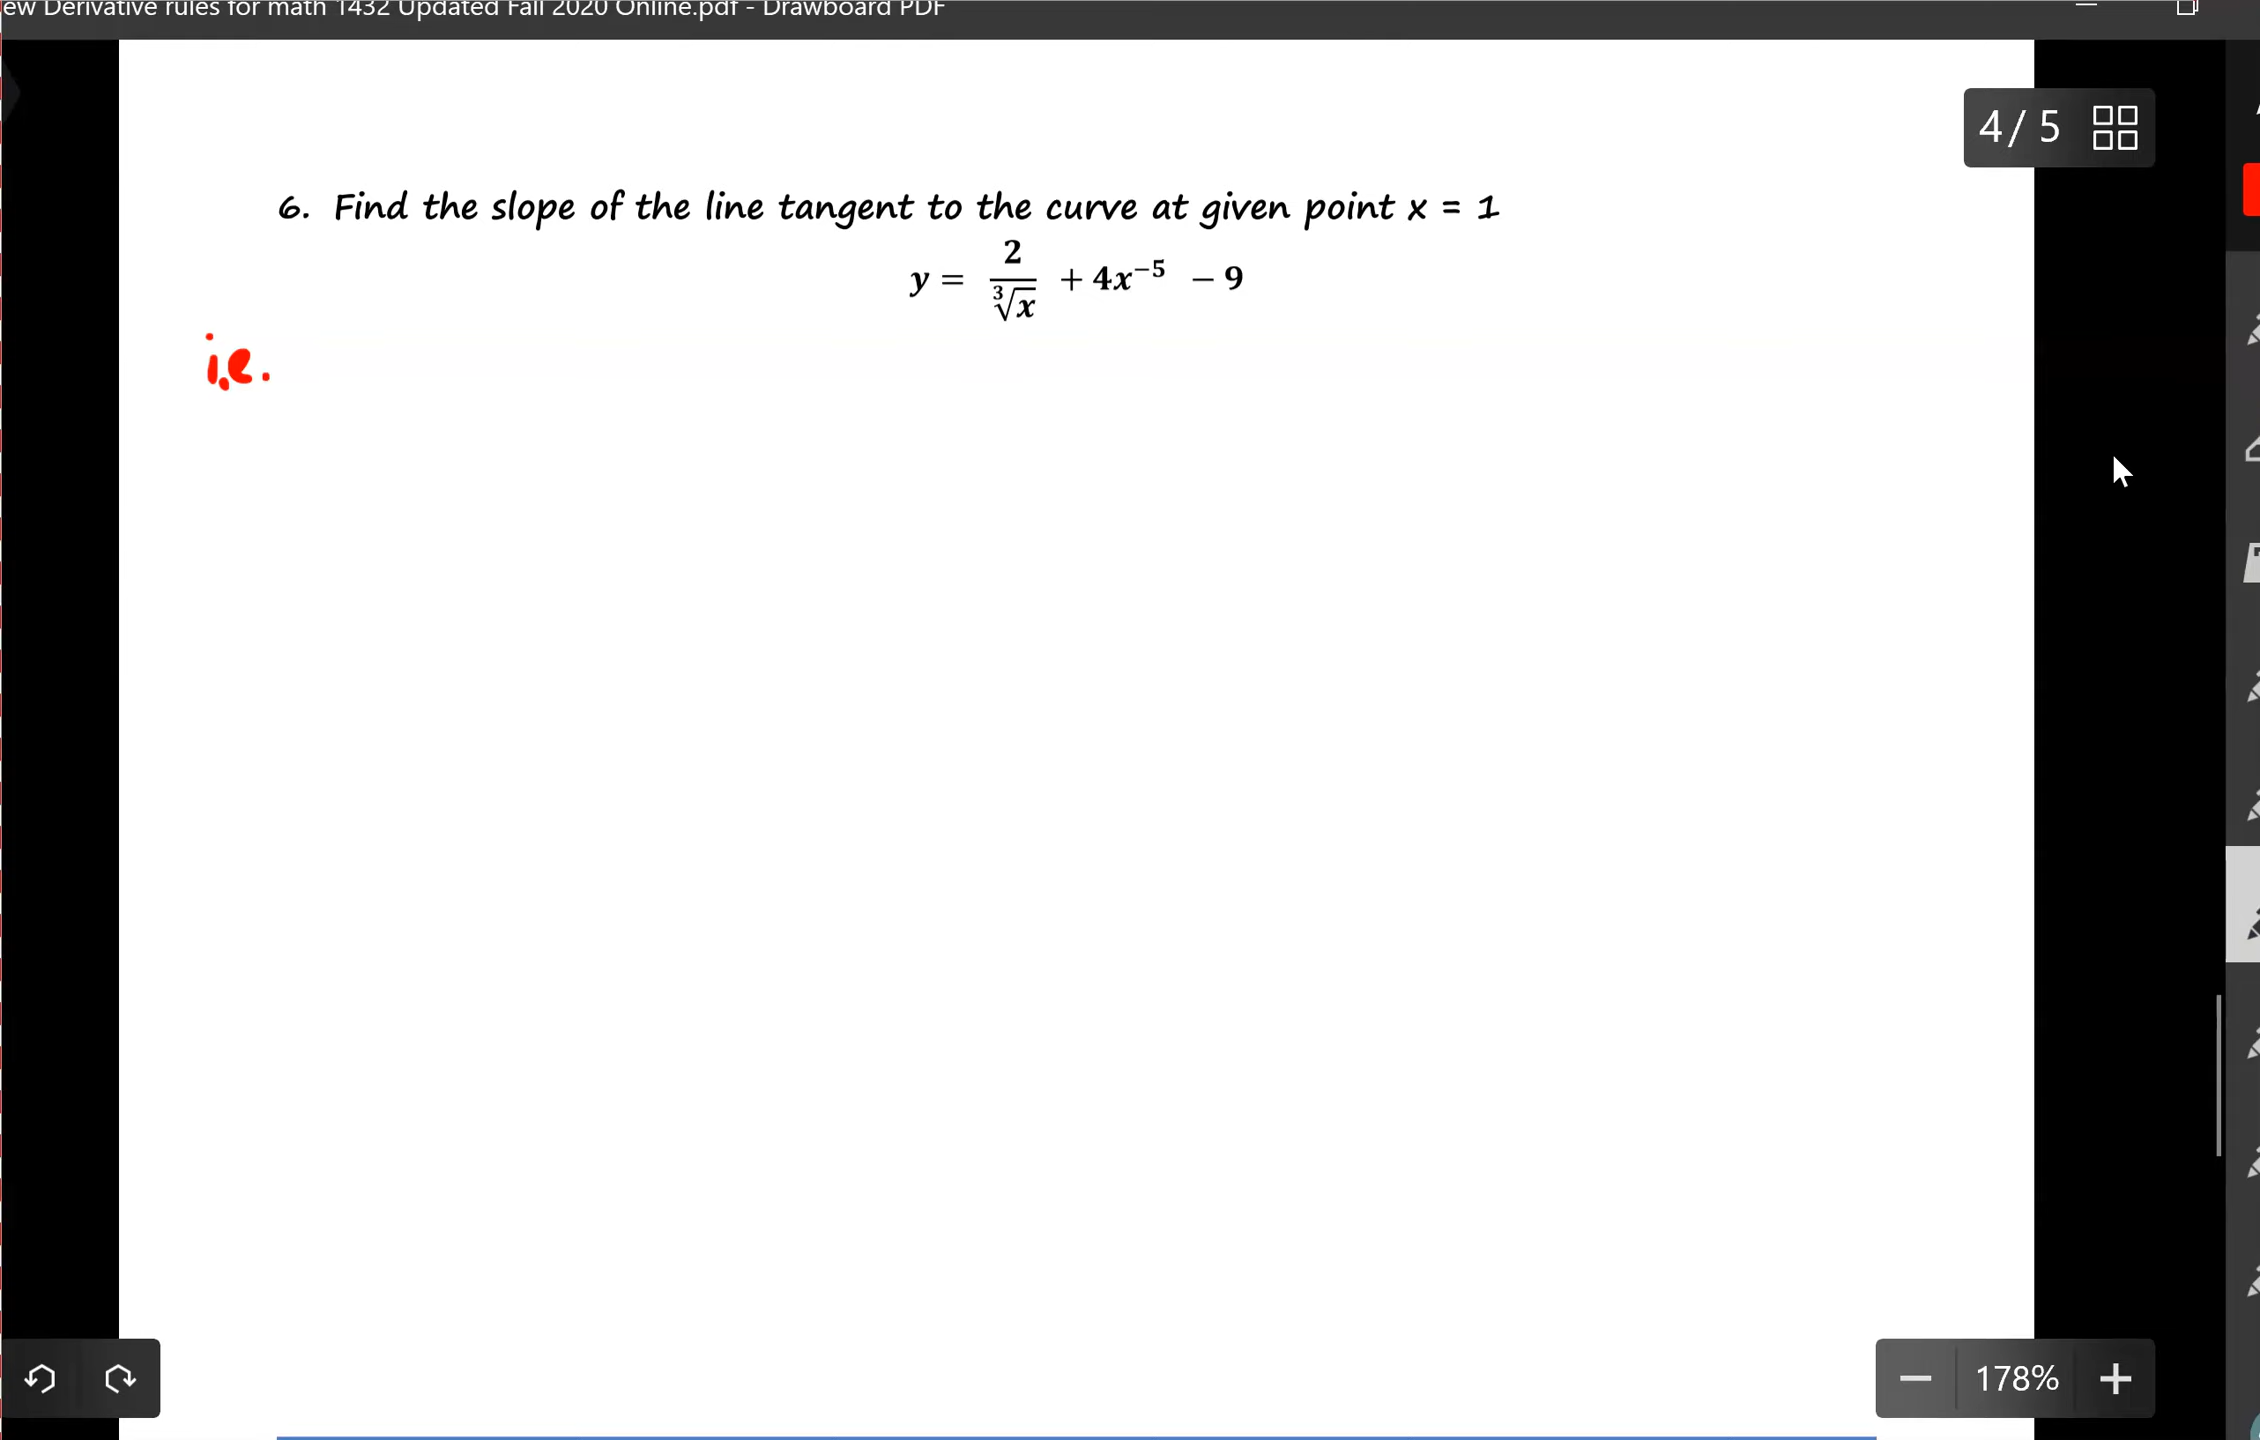 ew Derivative rules for math 1432 Updated Fall 2020 Online.pdf - Drawboard PDF
4 / 5
6. Find the slope of the line tangent to the curve at given point x = 1
y = 2/∛x + 4x⁻⁵ − 9
i.e.
178%